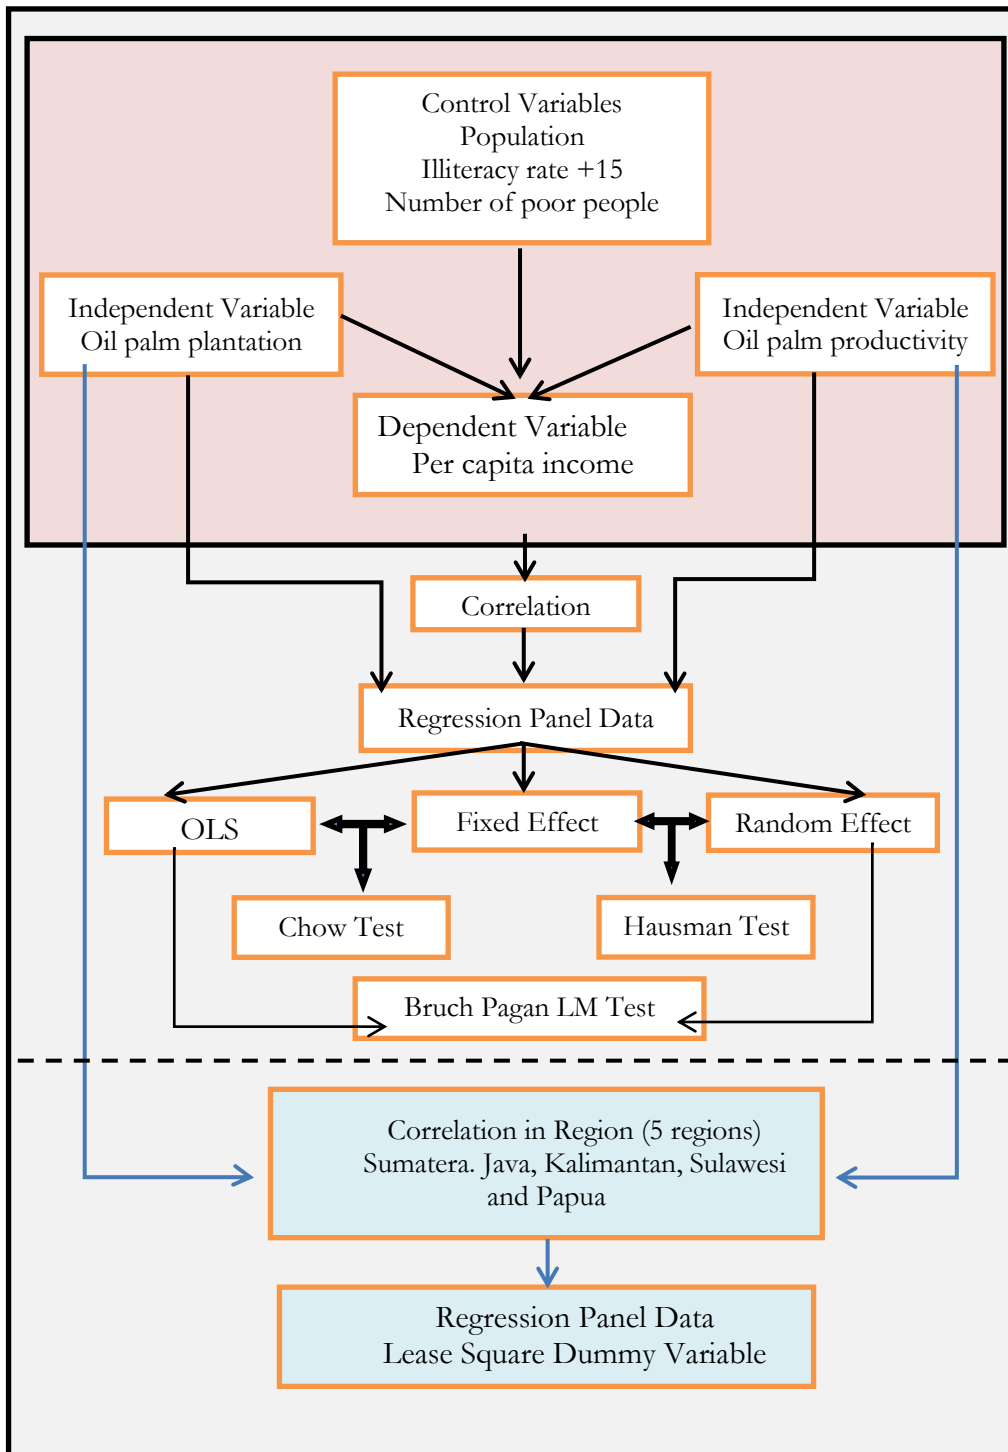 Control Variables
Population
Illiteracy rate +15
Number of poor people
Independent Variable
Oil palm plantation
Independent Variable
Oil palm productivity
Dependent Variable
Per capita income
Correlation
Regression Panel Data
OLS
Fixed Effect
Random Effect
Chow Test
Hausman Test
Bruch Pagan LM Test
Correlation in Region (5 regions)
Sumatera. Java, Kalimantan, Sulawesi
and Papua
Regression Panel Data
Lease Square Dummy Variable